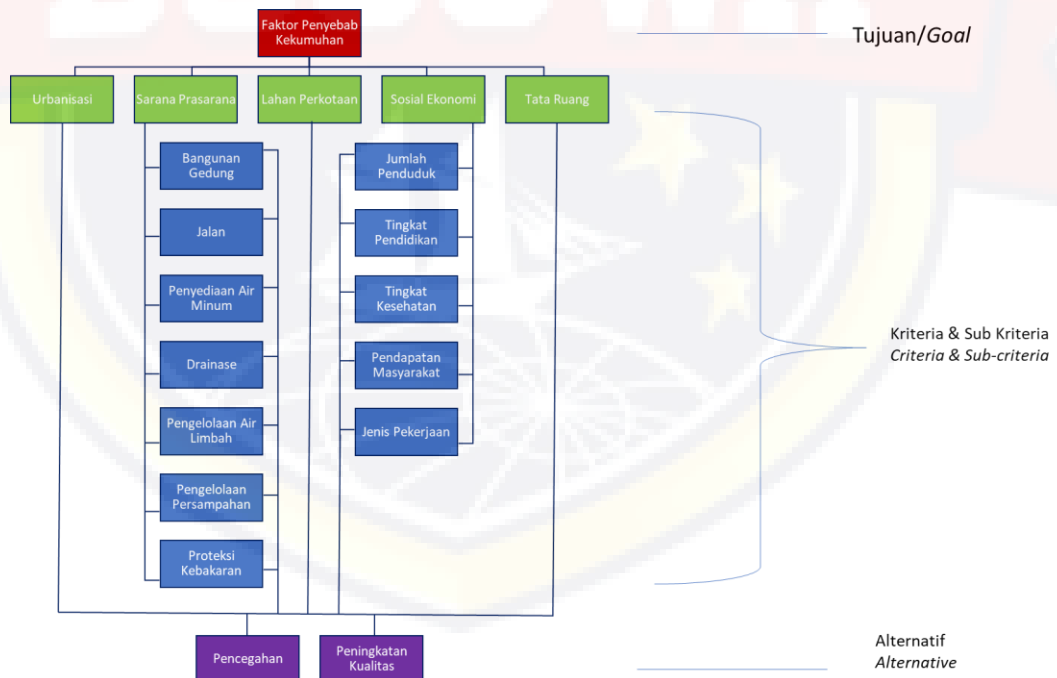 Faktor Penyebab
Kekumuhan
Tujuan/Goal
Urbanisasi
Sarana Prasarana
Lahan Perkotaan
Sosial Ekonomi
Tata Ruang
Bangunan
Gedung
Jalan
Penyediaan Air
Minum
Drainase
Pengelolaan Air
Limbah
Pengelolaan
Persampahan
Proteksi
Kebakaran
Jumlah
Penduduk
Tingkat
Pendidikan
Tingkat
Kesehatan
Pendapatan
Masyarakat
Jenis Pekerjaan
Kriteria & Sub Kriteria
Criteria & Sub-criteria
Pencegahan
Peningkatan
Kualitas
Alternatif
Alternative